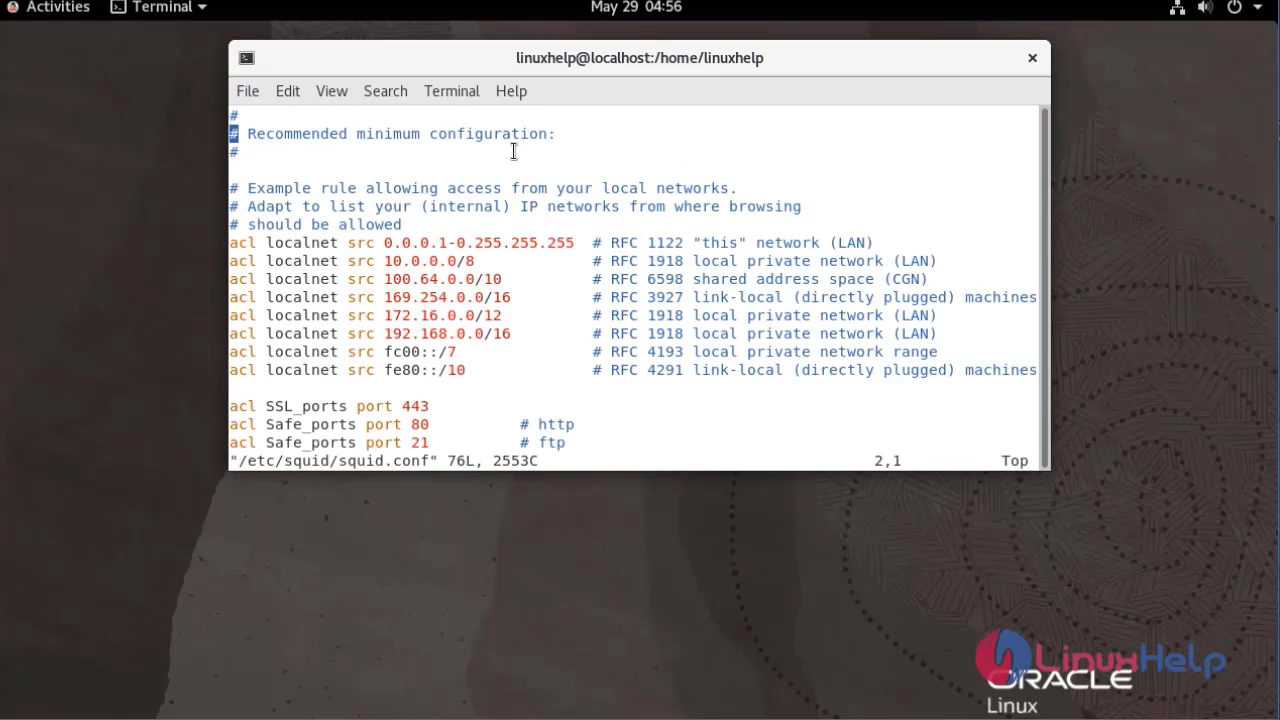 Activities Terminal May 29 04:56
linuxhelp@localhost:/home/linuxhelp
File Edit View Search Terminal Help
#
# Recommended minimum configuration:
#
# Example rule allowing access from your local networks.
# Adapt to list your (internal) IP networks from where browsing
# should be allowed
acl localnet src 0.0.0.1-0.255.255.255 # RFC 1122 "this" network (LAN)
acl localnet src 10.0.0.0/8 # RFC 1918 local private network (LAN)
acl localnet src 100.64.0.0/10 # RFC 6598 shared address space (CGN)
acl localnet src 169.254.0.0/16 # RFC 3927 link-local (directly plugged) machines
acl localnet src 172.16.0.0/12 # RFC 1918 local private network (LAN)
acl localnet src 192.168.0.0/16 # RFC 1918 local private network (LAN)
acl localnet src fc00::/7 # RFC 4193 local private network range
acl localnet src fe80::/10 # RFC 4291 link-local (directly plugged) machines
acl SSL_ports port 443
acl Safe_ports port 80 # http
acl Safe_ports port 21 # ftp
"/etc/squid/squid.conf" 76L, 2553C 2,1 Top
LinuxHelp
ORACLE
Linux